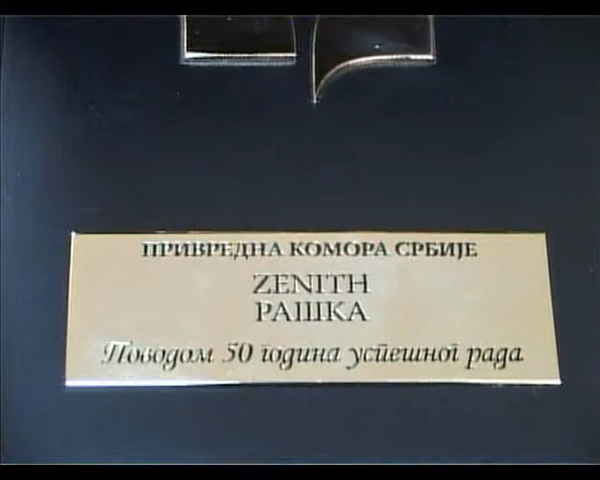 ПРИВРЕДНА КОМОРА СРБИЈЕ
ZENITH
РАШКА
Поводом 50 година успешног рада